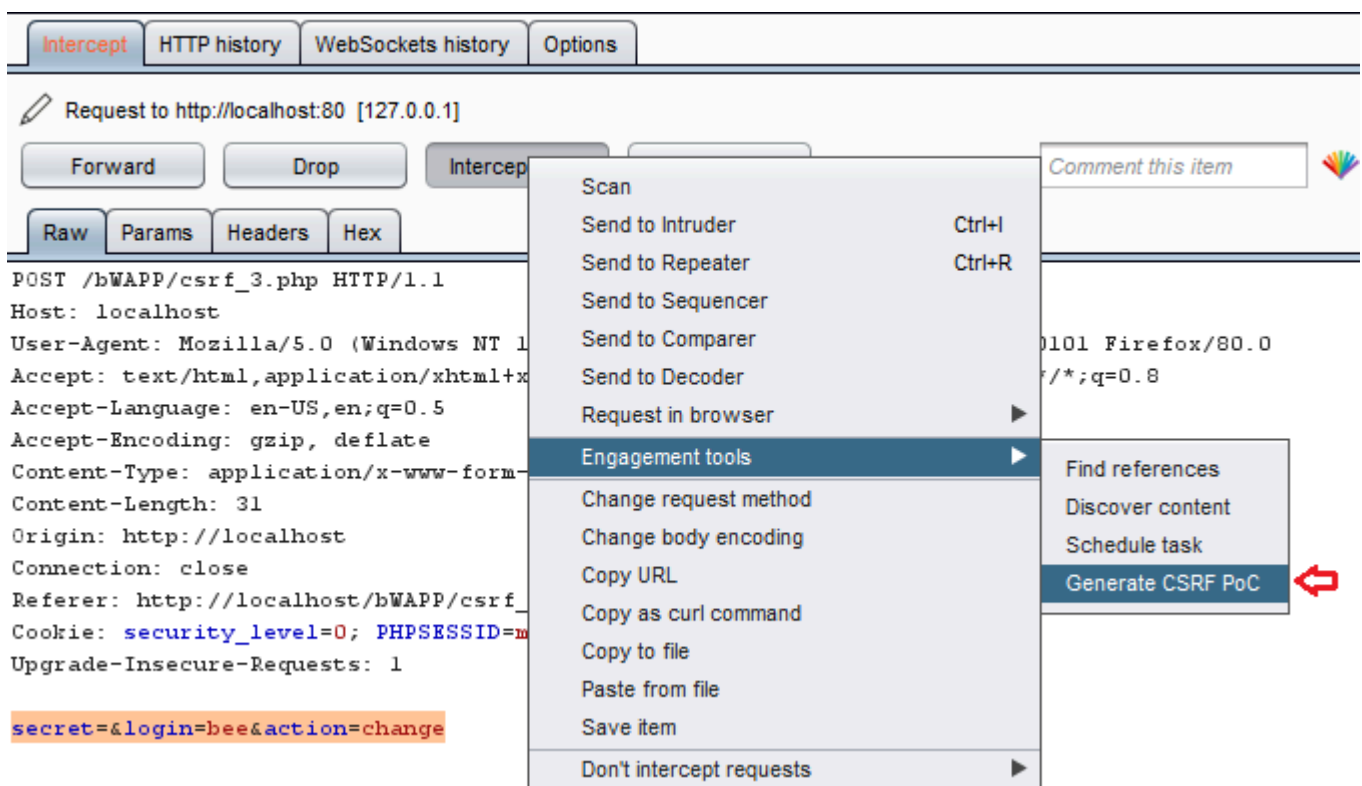 Intercept HTTP history WebSockets history Options
Request to http://localhost:80 [127.0.0.1]
Forward Drop Comment this item
Raw Params Headers Hex
POST /bWAPP/csrf_3.php HTTP/1.1
Host: localhost
User-Agent: Mozilla/5.0 (Windows NT 1 0101 Firefox/80.0
Accept: text/html,application/xhtml+x */*;q=0.8
Accept-Language: en-US,en;q=0.5
Accept-Encoding: gzip, deflate
Content-Type: application/x-www-form-
Content-Length: 31
Origin: http://localhost
Connection: close
Referer: http://localhost/bWAPP/csrf_
Cookie: security_level=0; PHPSESSID=m
Upgrade-Insecure-Requests: 1
secret=&login=bee&action=change
Scan
Send to Intruder Ctrl+I
Send to Repeater Ctrl+R
Send to Sequencer
Send to Comparer
Send to Decoder
Request in browser
Engagement tools
Change request method
Change body encoding
Copy URL
Copy as curl command
Copy to file
Paste from file
Save item
Don't intercept requests
Find references
Discover content
Schedule task
Generate CSRF PoC